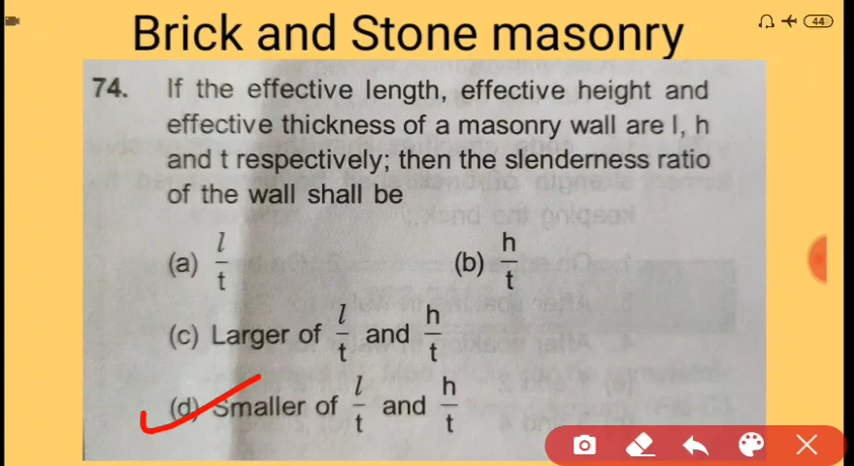 Brick and Stone masonry
44
74. If the effective length, effective height and
effective thickness of a masonry wall are l, h
and t respectively; then the slenderness ratio
of the wall shall be
(a) l/t (b) h/t
(c) Larger of l/t and h/t
(d) Smaller of l/t and h/t